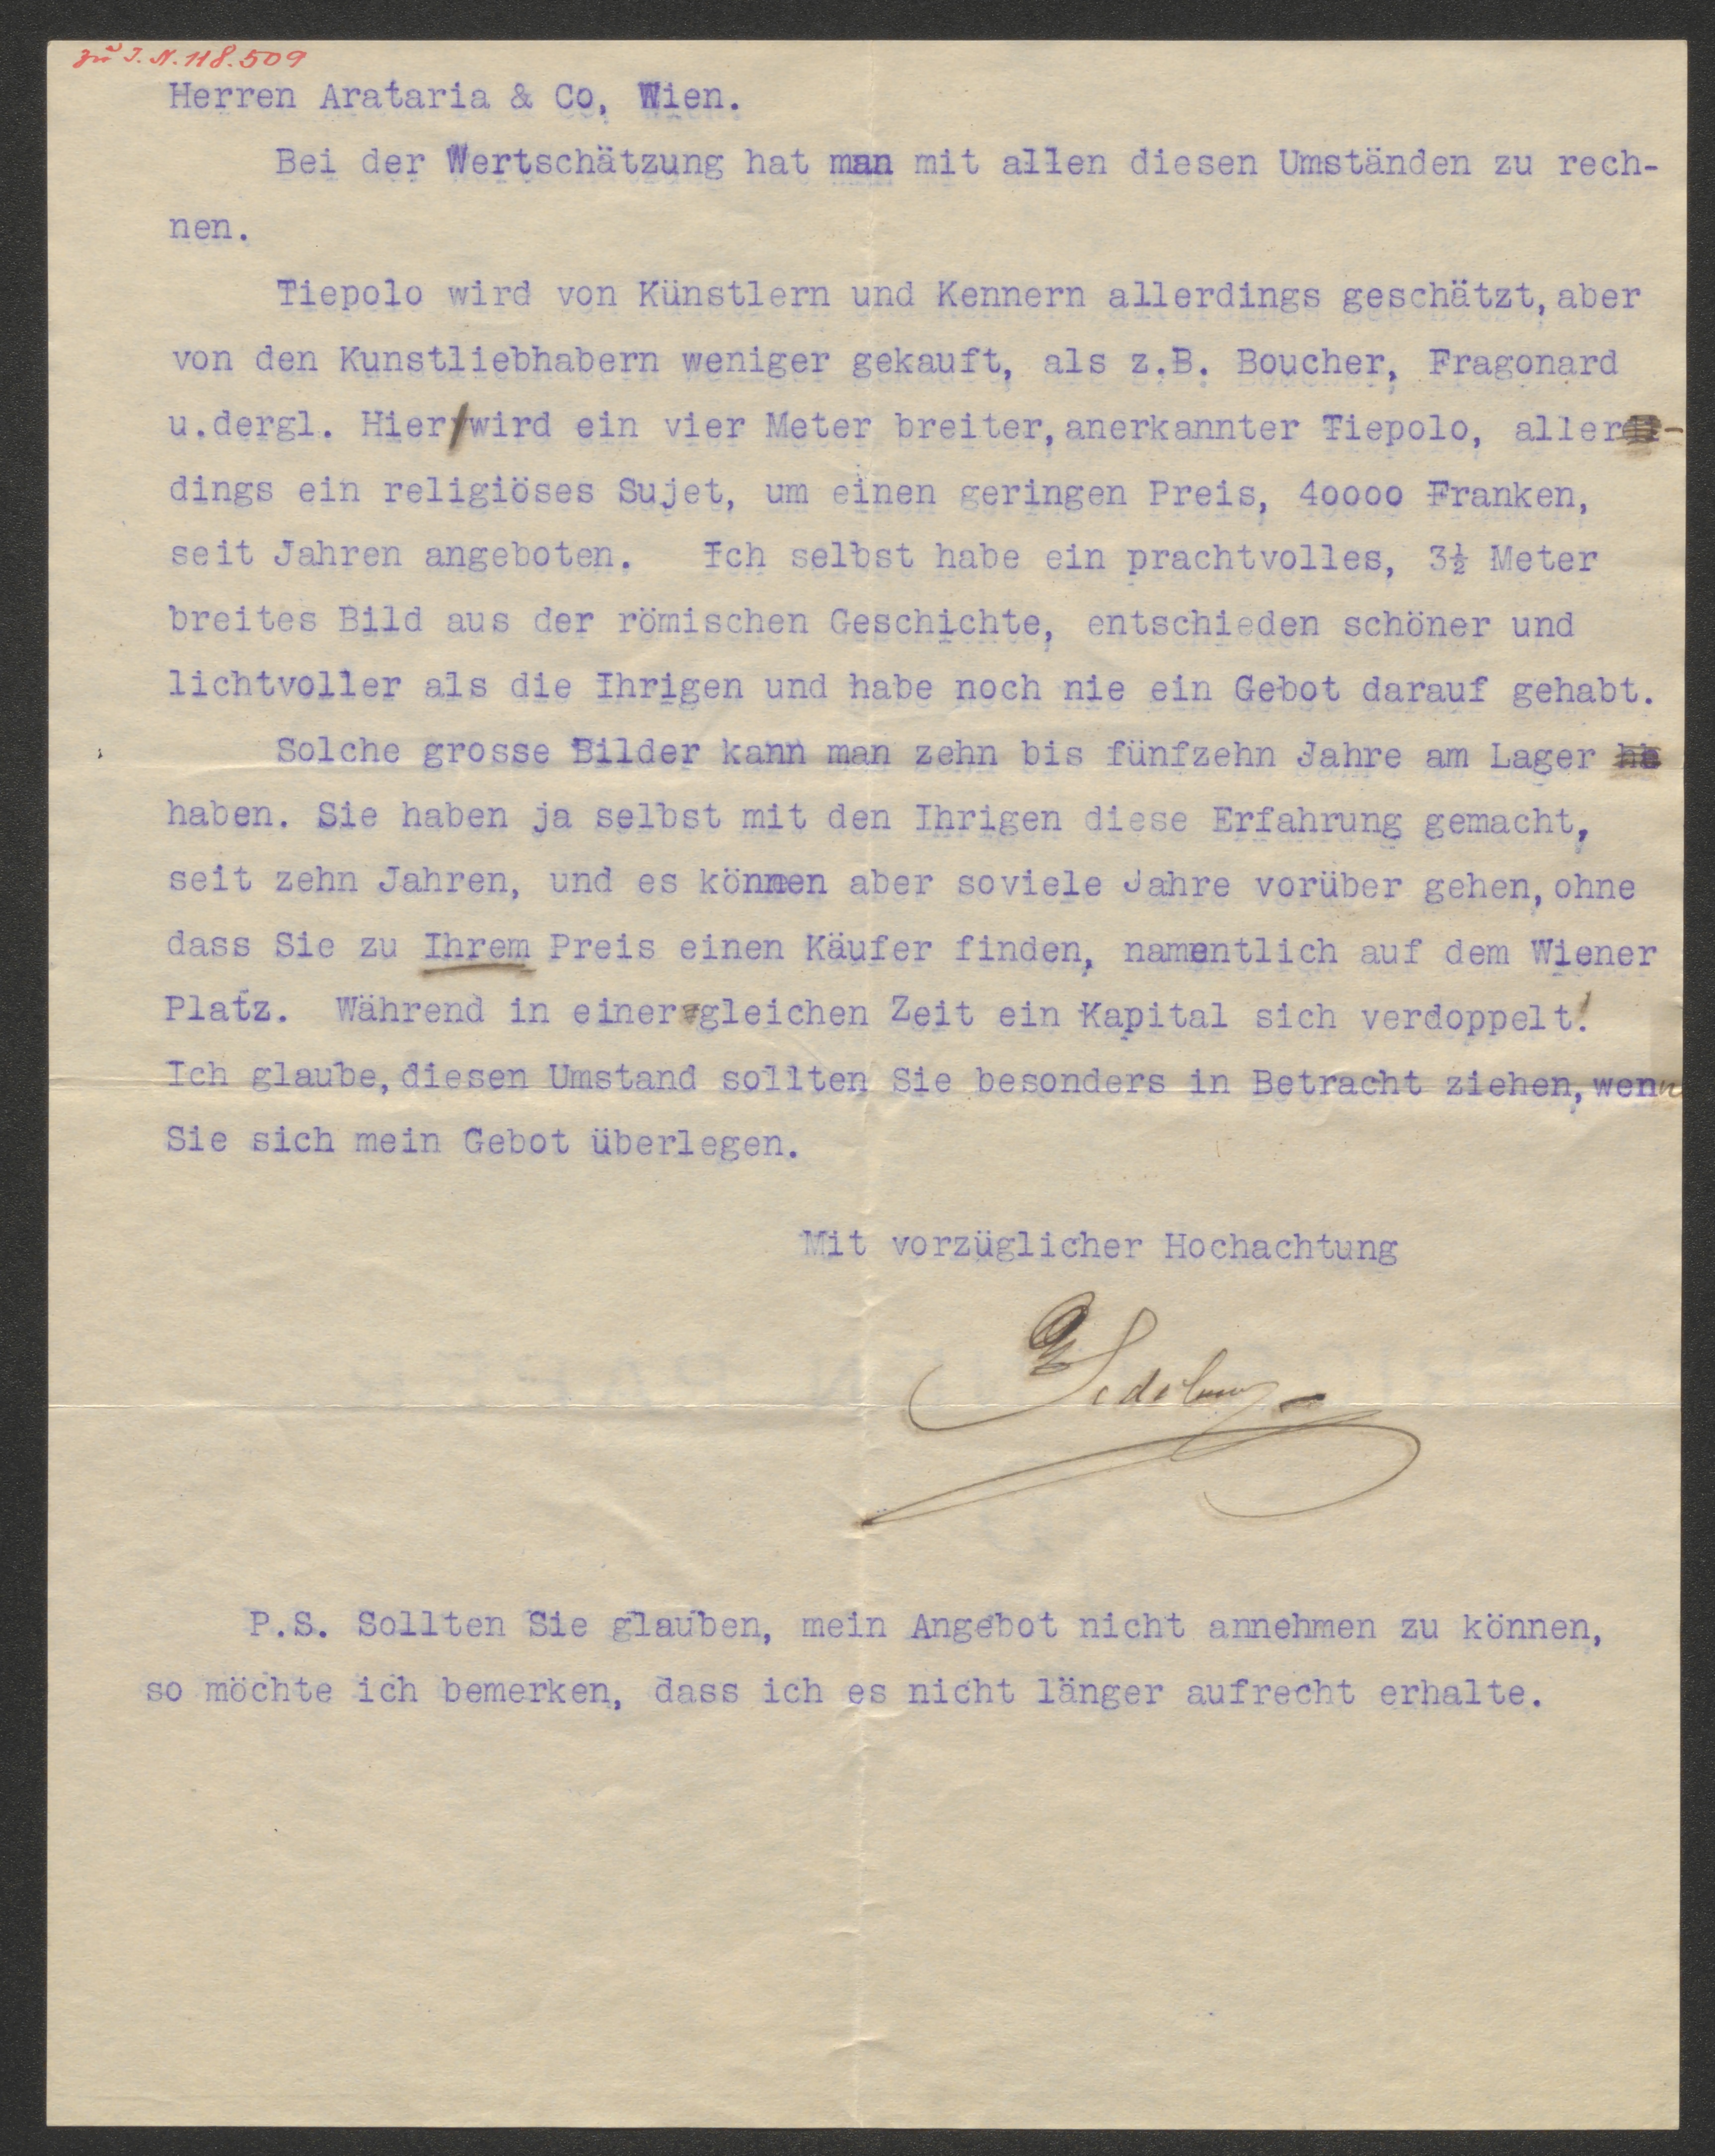 zu I.N. 118.509
Herren Arataria & Co, Wien.
Bei der Wertschätzung hat man mit allen diesen Umständen zu rech-
nen.
Tiepolo wird von Künstlern und Kennern allerdings geschätzt, aber
von den Kunstliebhabern weniger gekauft, als z.B. Boucher, Fragonard
u.dergl. Hier wird ein vier Meter breiter, anerkannter Tiepolo, aller-
dings ein religiöses Sujet, um einen geringen Preis, 40000 Franken,
seit Jahren angeboten. Ich selbst habe ein prachtvolles, 3½ Meter
breites Bild aus der römischen Geschichte, entschieden schöner und
lichtvoller als die Ihrigen und habe noch nie ein Gebot darauf gehabt.
Solche grosse Bilder kann man zehn bis fünfzehn Jahre am Lager
haben. Sie haben ja selbst mit den Ihrigen diese Erfahrung gemacht,
seit zehn Jahren, und es können aber soviele Jahre vorüber gehen, ohne
dass Sie zu Ihrem Preis einen Käufer finden, namentlich auf dem Wiener
Platz. Während in einer gleichen Zeit ein Kapital sich verdoppelt!
Ich glaube, diesen Umstand sollten Sie besonders in Betracht ziehen, wenn
Sie sich mein Gebot überlegen.
Mit vorzüglicher Hochachtung
P.S. Sollten Sie glauben, mein Angebot nicht annehmen zu können,
so möchte ich bemerken, dass ich es nicht länger aufrecht erhalte.